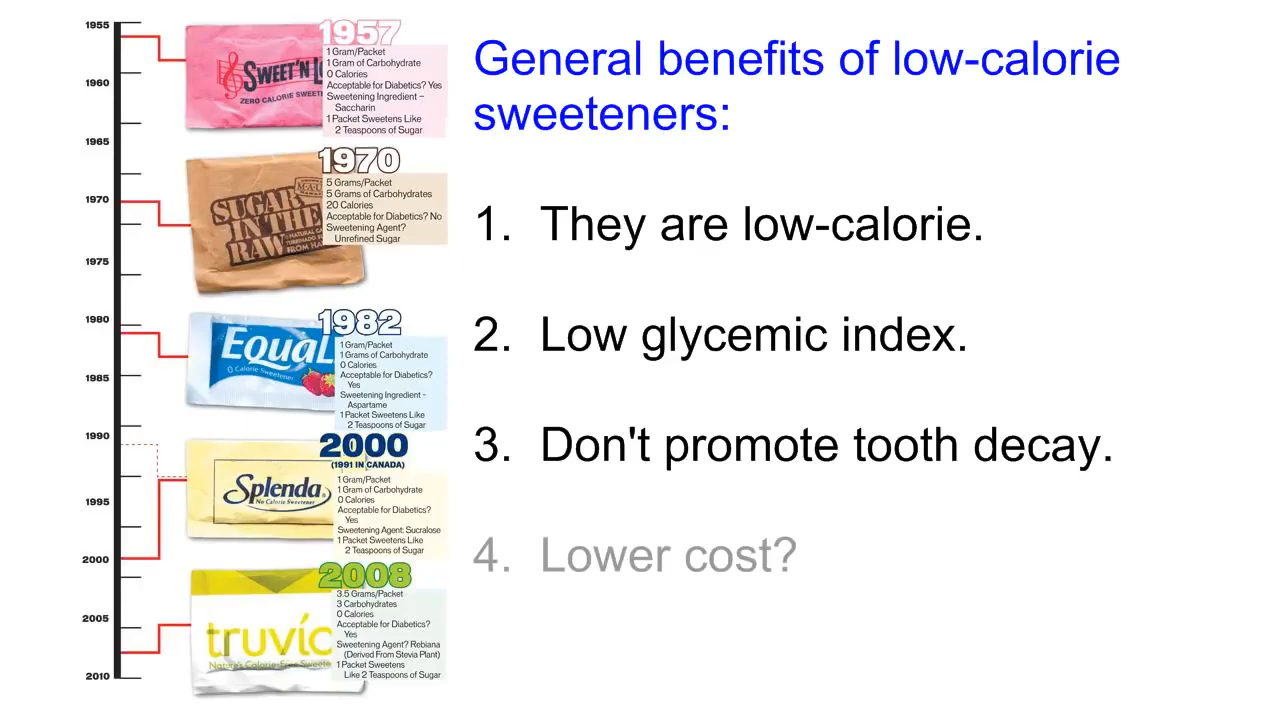 1955
1960
1965
1970
1975
1980
1985
1990
1995
2000
2005
2010
SWEET'N LO
ZERO CALORIE SWEETE
1957
1 Gram/Packet
1 Gram of Carbohydrate
0 Calories
Acceptable for Diabetics? Yes
Sweetening Ingredient –
Saccharin
1 Packet Sweetens Like
2 Teaspoons of Sugar
SUGAR
IN THE
RAW
1970
5 Grams/Packet
5 Grams of Carbohydrates
20 Calories
Acceptable for Diabetics? No
Sweetening Agent?
Unrefined Sugar
EQUAL
0 Calorie Sweetener
1982
1 Gram/Packet
1 Grams of Carbohydrate
0 Calories
Acceptable for Diabetics?
Yes
Sweetening Ingredient –
Aspartame
1 Packet Sweetens Like
2 Teaspoons of Sugar
Splenda
No Calorie Sweetener
2000
(1991 IN CANADA)
1 Gram/Packet
1 Gram of Carbohydrate
0 Calories
Acceptable for Diabetics?
Yes
Sweetening Agent: Sucralose
1 Packet Sweetens Like
2 Teaspoons of Sugar
truvia
Nature's Calorie-Free Sweete
2008
3.5 Grams/Packet
3 Carbohydrates
0 Calories
Acceptable for Diabetics?
Yes
Sweetening Agent? Rebiana
(Derived From Stevia Plant)
1 Packet Sweetens
Like 2 Teaspoons of Sugar
General benefits of low-calorie
sweeteners:
1. They are low-calorie.
2. Low glycemic index.
3. Don't promote tooth decay.
4. Lower cost?